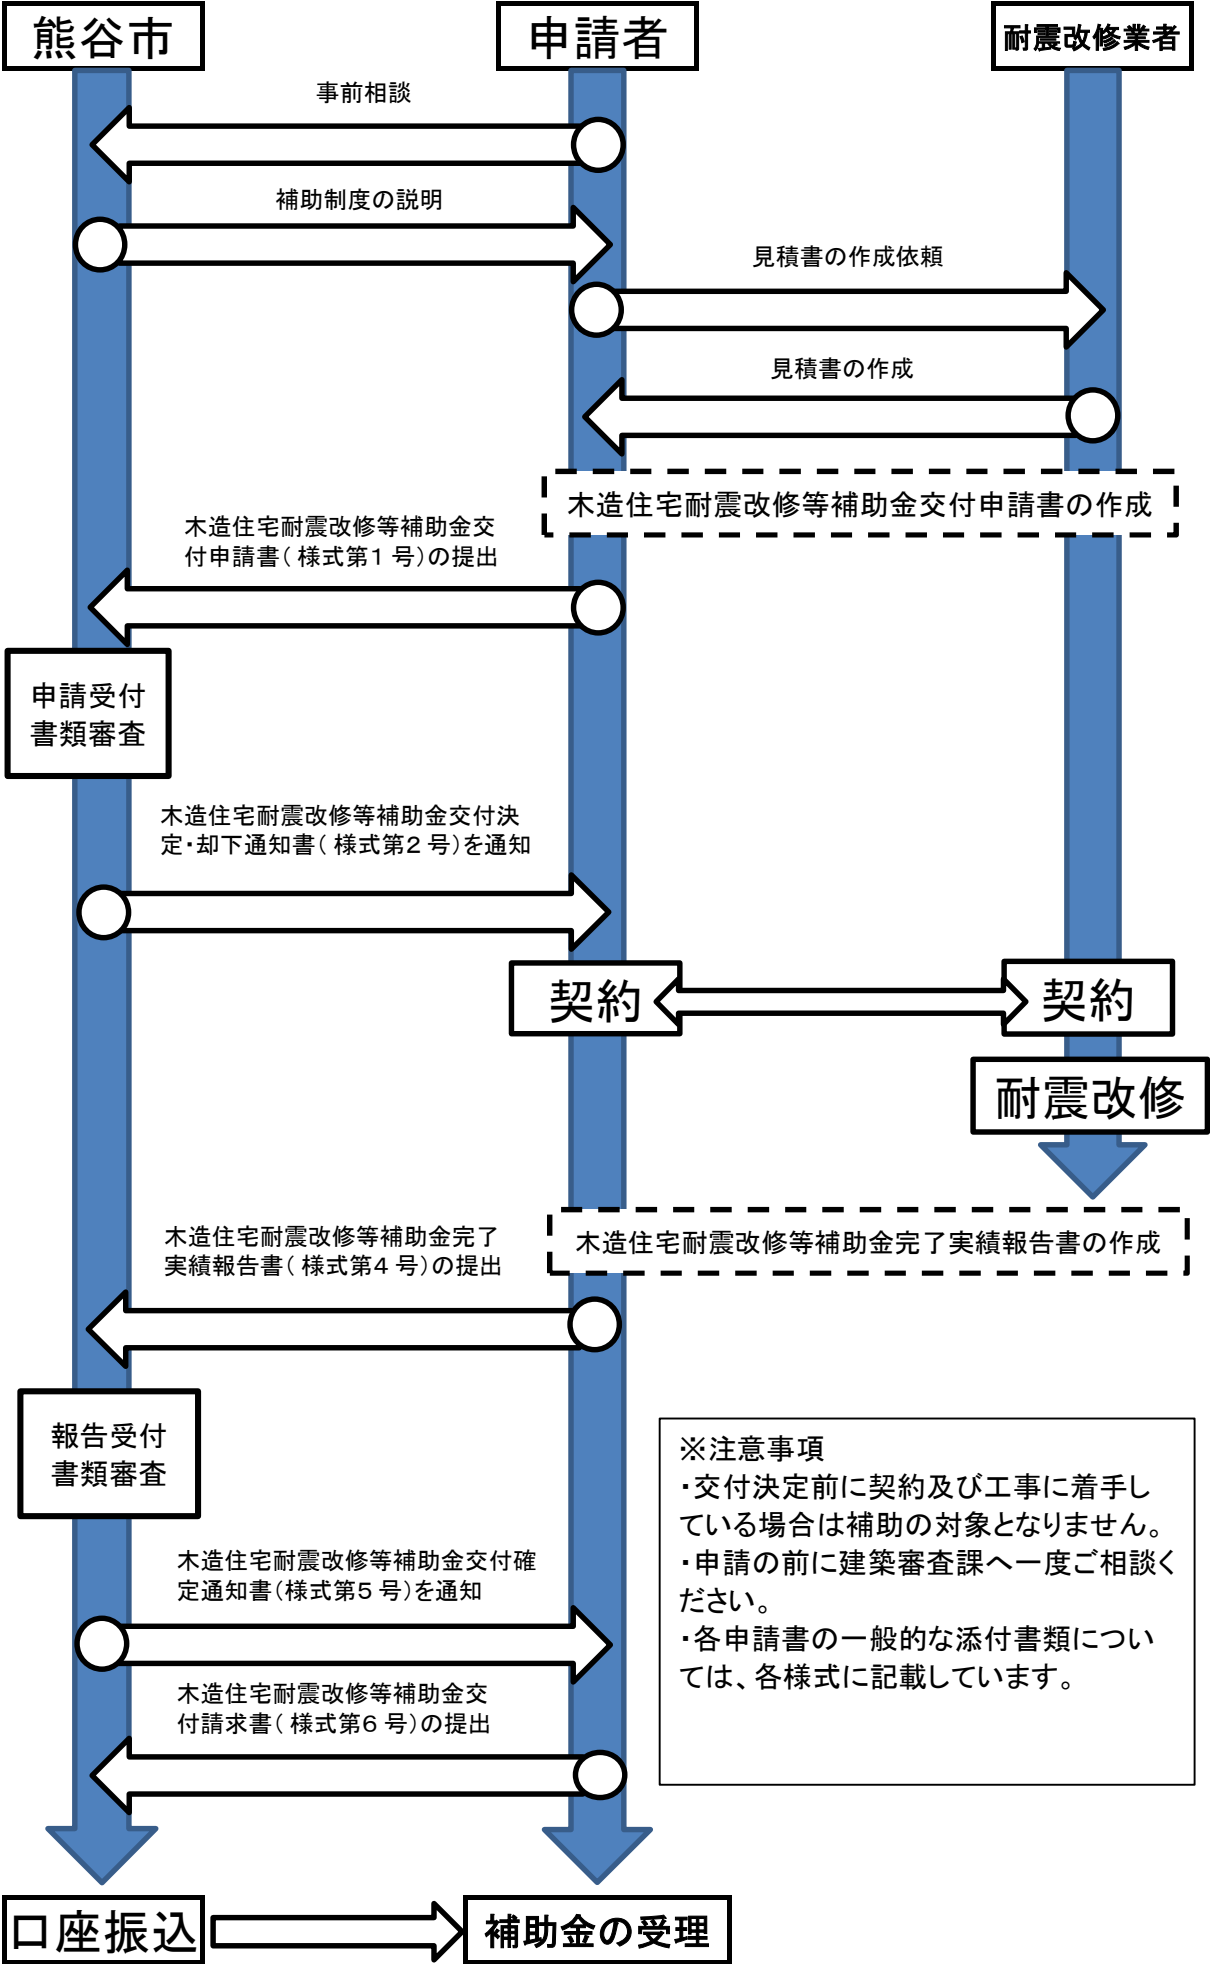 熊谷市
申請者
耐震改修業者
事前相談
補助制度の説明
見積書の作成依頼
見積書の作成
木造住宅耐震改修等補助金交付申請書の作成
木造住宅耐震改修等補助金交
付申請書(様式第1号)の提出
申請受付
書類審査
木造住宅耐震改修等補助金交付決
定・却下通知書(様式第2号)を通知
契約
契約
耐震改修
木造住宅耐震改修等補助金完了実績報告書の作成
木造住宅耐震改修等補助金完了
実績報告書(様式第4号)の提出
報告受付
書類審査
※注意事項
・交付決定前に契約及び工事に着手し
ている場合は補助の対象となりません。
・申請の前に建築審査課へ一度ご相談く
ださい。
・各申請書の一般的な添付書類につい
ては、各様式に記載しています。
木造住宅耐震改修等補助金交付確
定通知書(様式第5号)を通知
木造住宅耐震改修等補助金交
付請求書(様式第6号)の提出
口座振込
補助金の受理